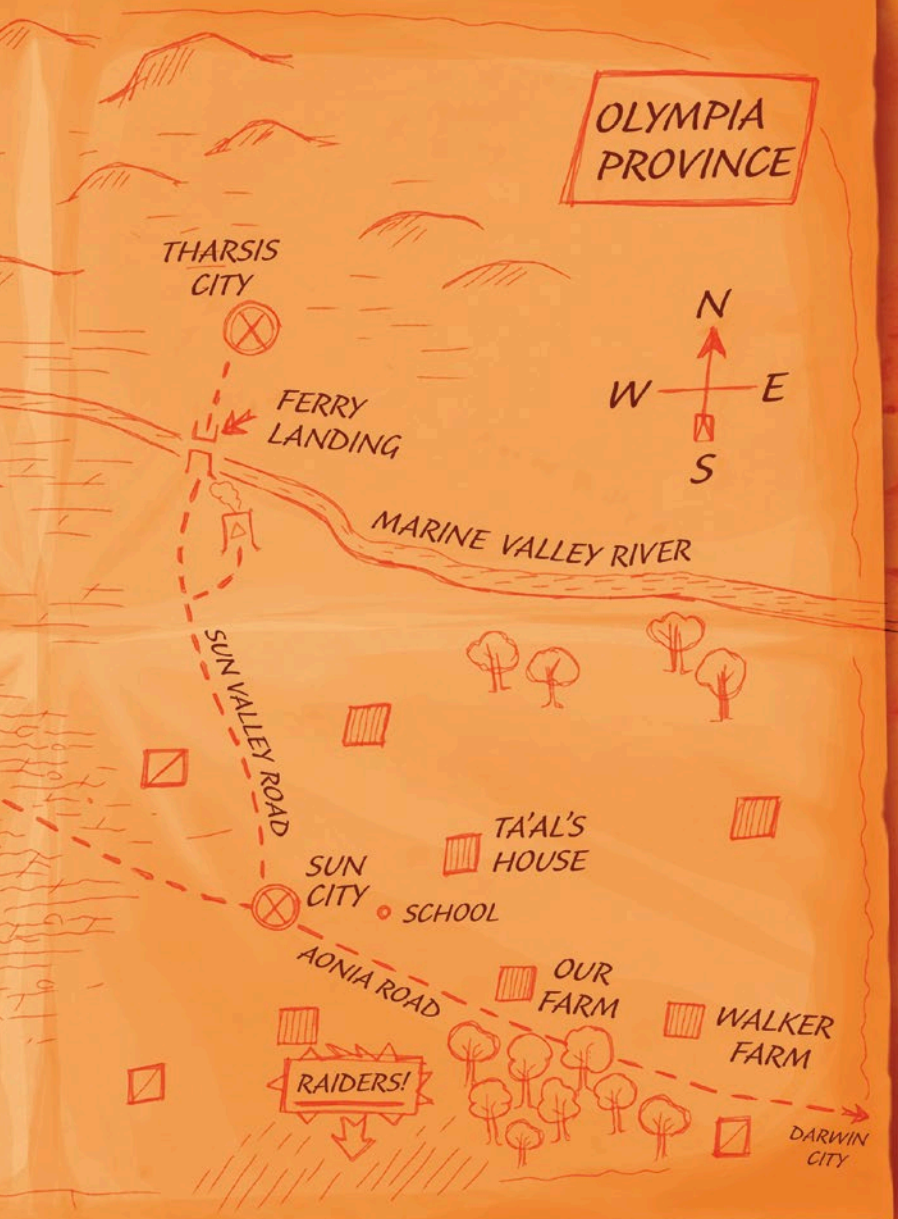 OLYMPIA
PROVINCE
THARSIS
CITY
N
W
E
S
FERRY
LANDING
MARINE VALLEY RIVER
SUN VALLEY ROAD
TA'AL'S
HOUSE
SUN
CITY
SCHOOL
AONIA ROAD
OUR
FARM
WALKER
FARM
RAIDERS!
DARWIN
CITY